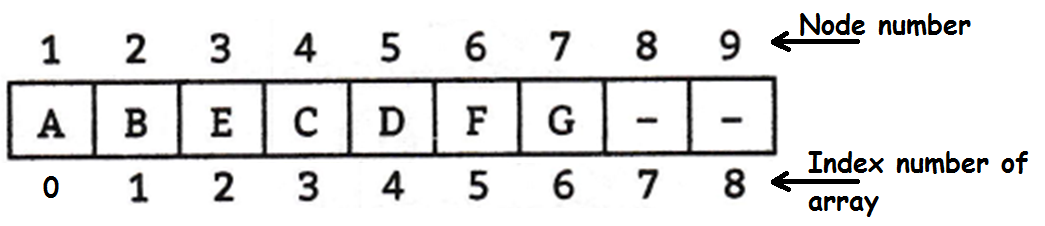 1 2 3 4 5 6 7 8 9 Node number
A B E C D F G – –
0 1 2 3 4 5 6 7 8 Index number of
array